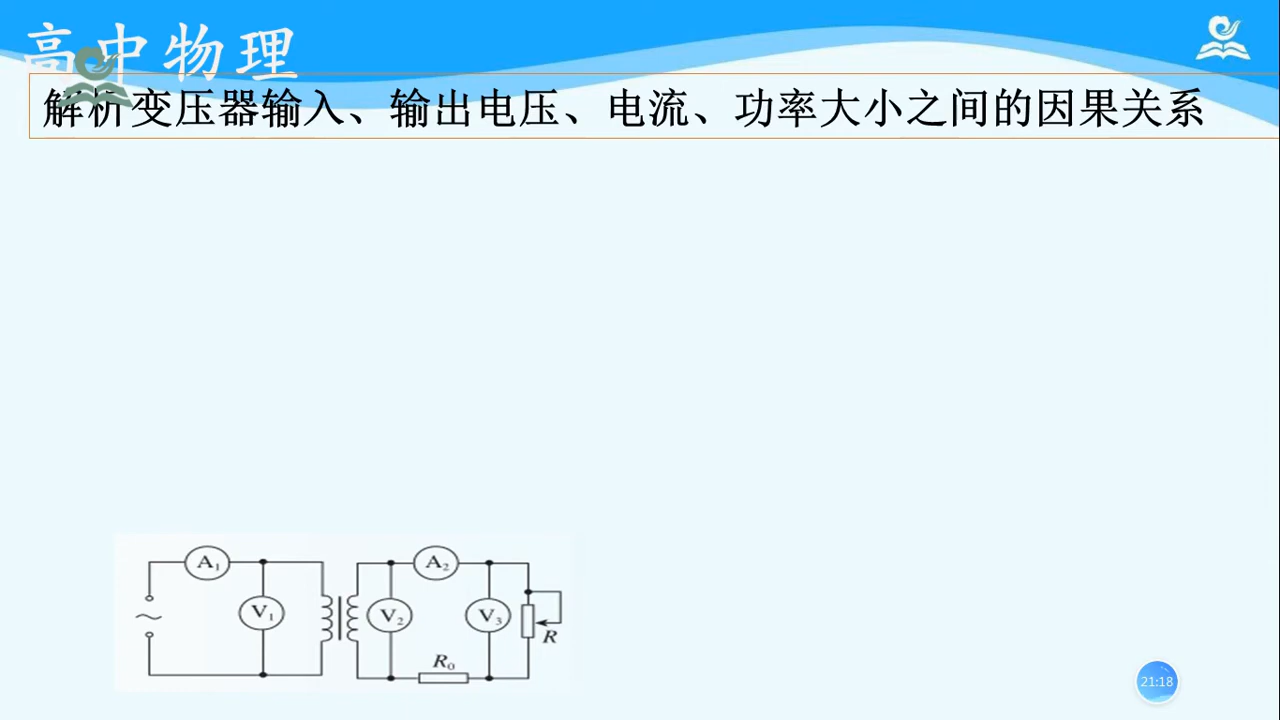 高中物理
解析变压器输入、输出电压、电流、功率大小之间的因果关系
A₁
A₂
V₁
V₂
V₃
R
R₀
21:18